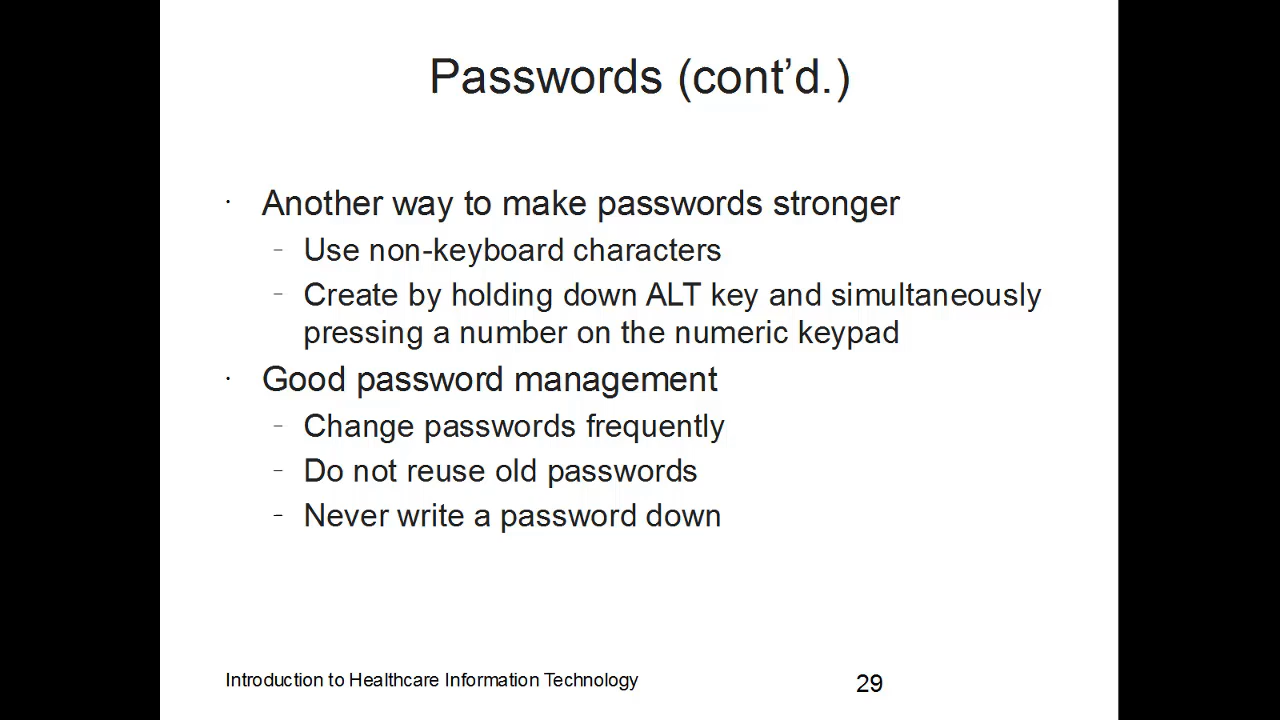 Passwords (cont’d.)
· Another way to make passwords stronger
– Use non-keyboard characters
– Create by holding down ALT key and simultaneously
pressing a number on the numeric keypad
· Good password management
– Change passwords frequently
– Do not reuse old passwords
– Never write a password down
Introduction to Healthcare Information Technology
29